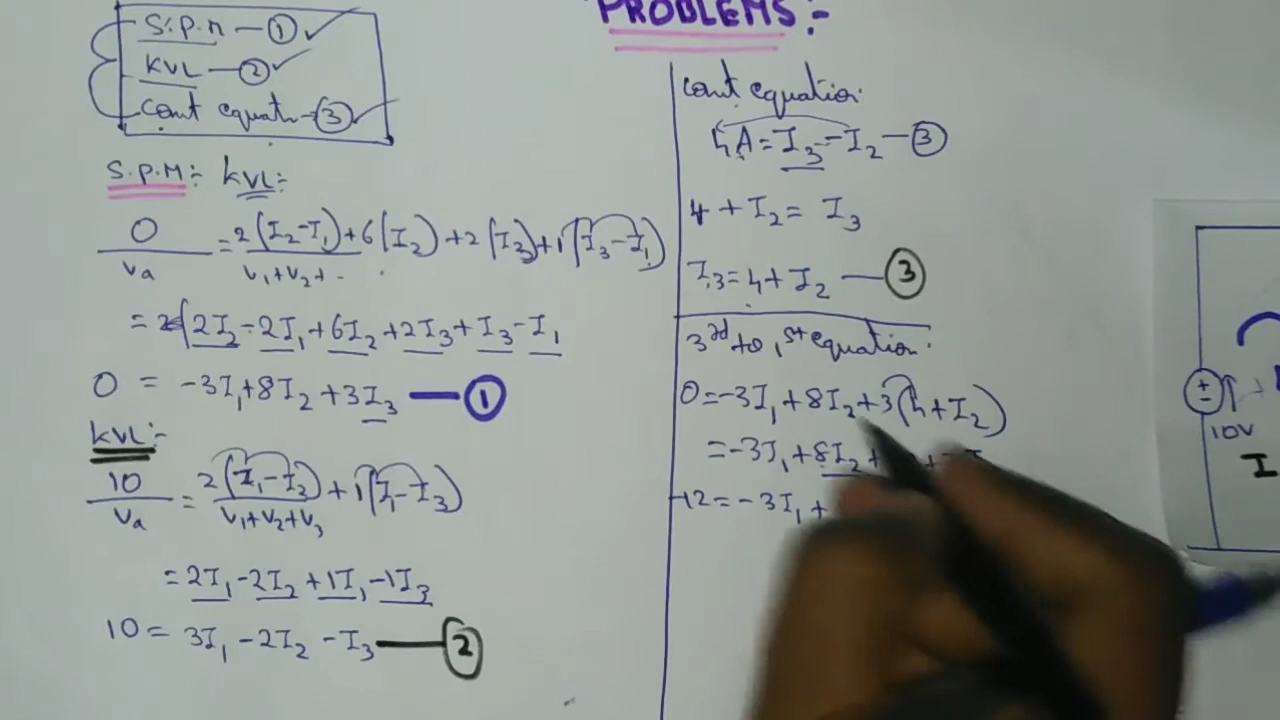 PROBLEMS:-
S.P.M — ①
KVL — ②
const equatn — ③
S.P.M:- KVL:-
0/Va = 2(I2-I1)+6(I2)+2(I3)+1(I3-I1)
V1+V2+..
= 2I2-2I1+6I2+2I3+I3-I1
0 = -3I1+8I2+3I3 — ①
KVL:-
10/Va = 2(I1-I2)+1(I1-I3)
V1+V2+V3
= 2I1-2I2+1I1-1I3
10 = 3I1-2I2-I3 — ②
const equation:
4A = I3-I2 — ③
4+I2 = I3
I3 = 4+I2 — ③
3rd to 1st equation:
0 = -3I1+8I2+3(4+I2)
= -3I1+8I2+
-12 = -3I1+
+
-
10V
I